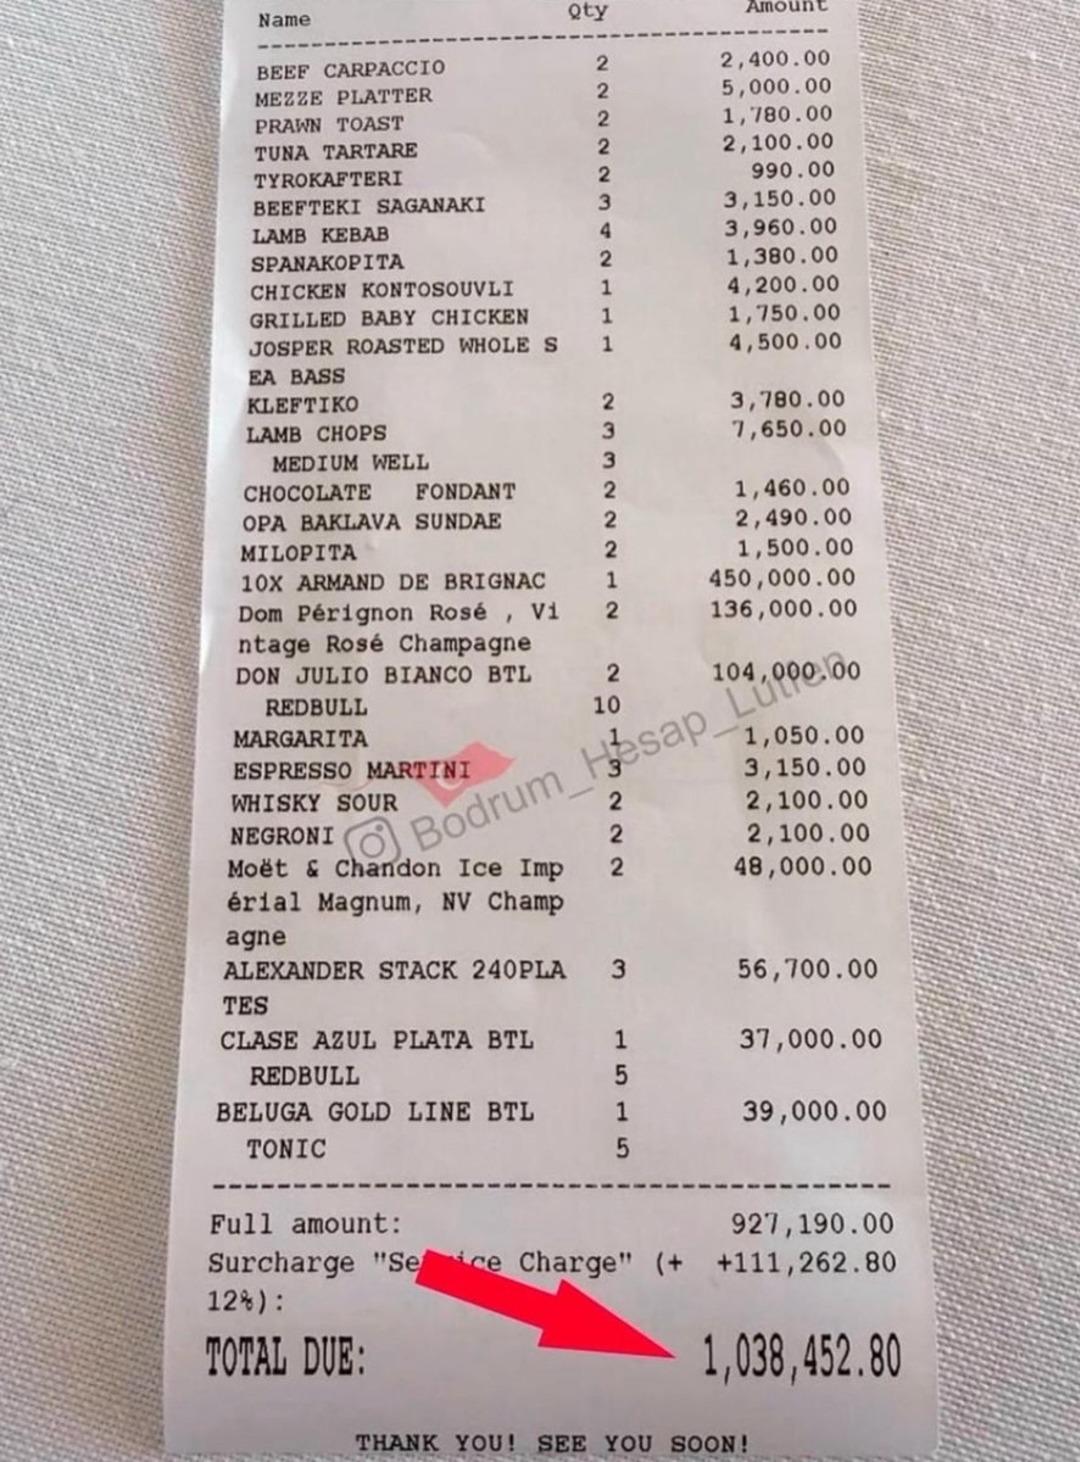 Name Qty Amount
BEEF CARPACCIO 2 2,400.00
MEZZE PLATTER 2 5,000.00
PRAWN TOAST 2 1,780.00
TUNA TARTARE 2 2,100.00
TYROKAFTERI 2 990.00
BEEFTEKI SAGANAKI 3 3,150.00
LAMB KEBAB 4 3,960.00
SPANAKOPITA 2 1,380.00
CHICKEN KONTOSOUVLI 1 4,200.00
GRILLED BABY CHICKEN 1 1,750.00
JOSPER ROASTED WHOLE S 1 4,500.00
EA BASS
KLEFTIKO 2 3,780.00
LAMB CHOPS 3 7,650.00
MEDIUM WELL 3
CHOCOLATE FONDANT 2 1,460.00
OPA BAKLAVA SUNDAE 2 2,490.00
MILOPITA 2 1,500.00
10X ARMAND DE BRIGNAC 1 450,000.00
Dom Pérignon Rosé , Vi 2 136,000.00
ntage Rosé Champagne
DON JULIO BIANCO BTL 2 104,000.00
REDBULL 10
MARGARITA 1 1,050.00
ESPRESSO MARTINI 3 3,150.00
WHISKY SOUR 2 2,100.00
NEGRONI 2 2,100.00
Bodrum_Hesap_Lutfen
Moët & Chandon Ice Imp 2 48,000.00
érial Magnum, NV Champ
agne
ALEXANDER STACK 240PLA 3 56,700.00
TES
CLASE AZUL PLATA BTL 1 37,000.00
REDBULL 5
BELUGA GOLD LINE BTL 1 39,000.00
TONIC 5
Full amount: 927,190.00
Surcharge "Service Charge" (+ +111,262.80
12%):
TOTAL DUE: 1,038,452.80
THANK YOU! SEE YOU SOON!